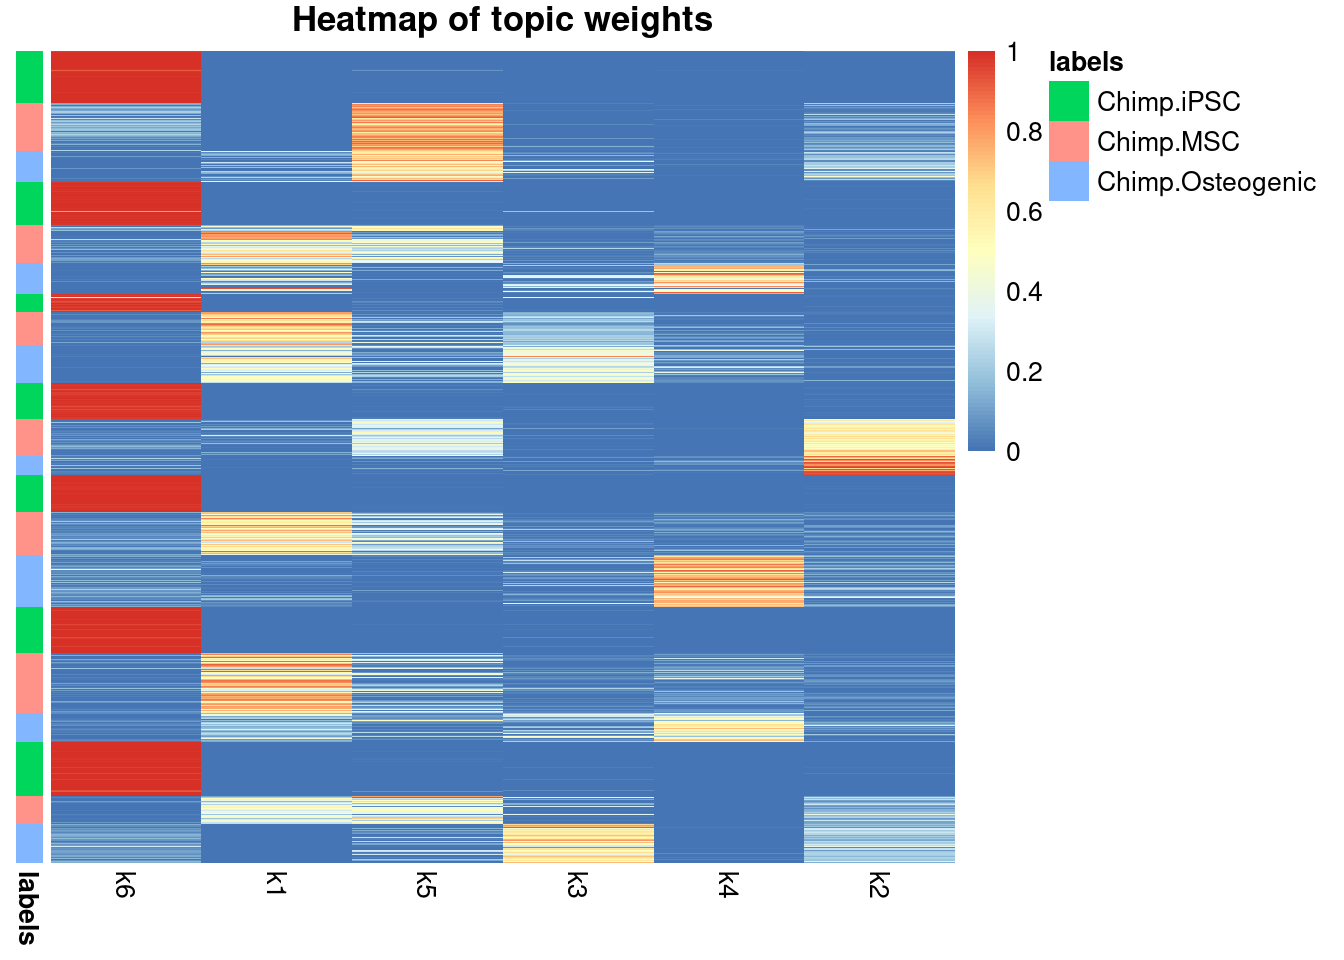 Heatmap of topic weights
1
0.8
0.6
0.4
0.2
0
labels
Chimp.iPSC
Chimp.MSC
Chimp.Osteogenic
labels
k6
k1
k5
k3
k4
k2